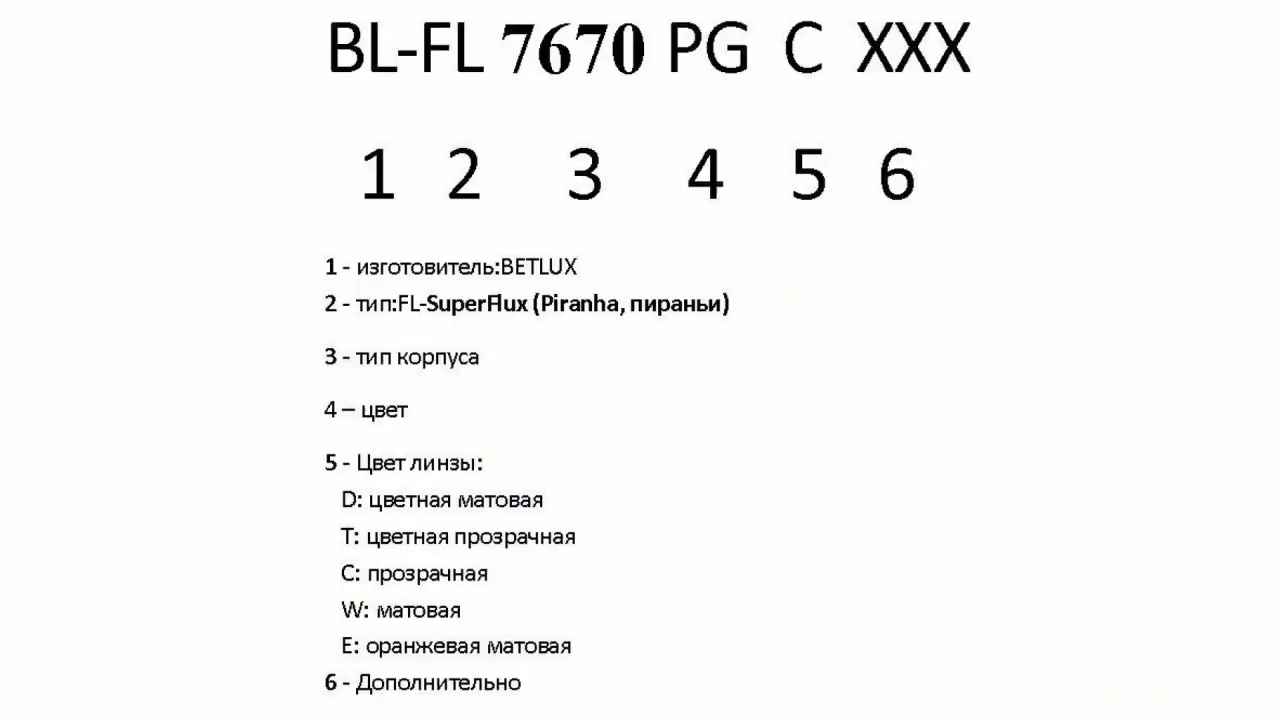 BL-FL 7670 PG C XXX
1 2 3 4 5 6
1 - изготовитель:BETLUX
2 - тип:FL-SuperFlux (Piranha, пираньи)
3 - тип корпуса
4 – цвет
5 - Цвет линзы:
D: цветная матовая
T: цветная прозрачная
C: прозрачная
W: матовая
E: оранжевая матовая
6 - Дополнительно